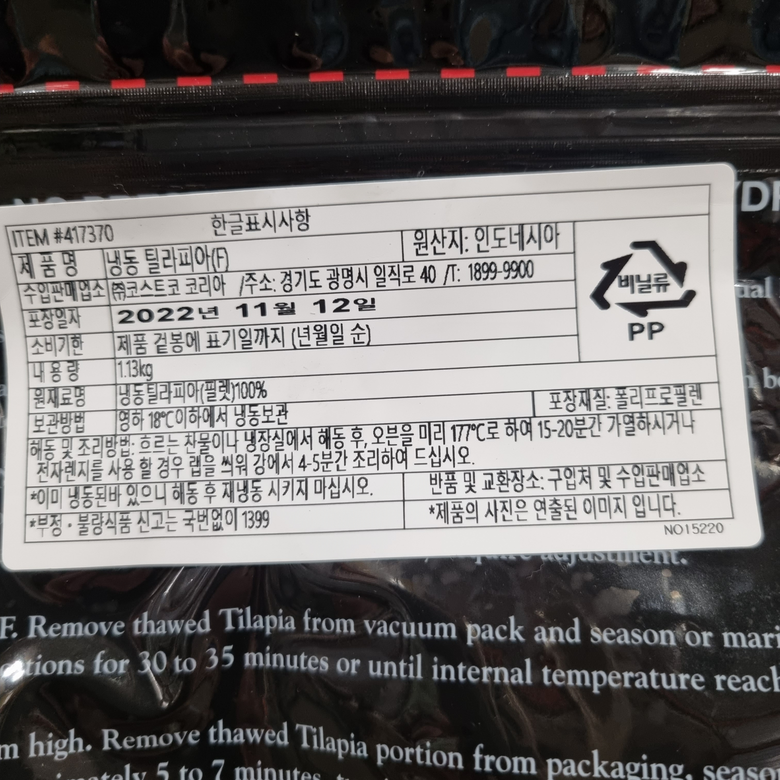 ITEM #417370 한글표시사항
제품명 냉동 틸라피아(F) 원산지: 인도네시아
수입판매업소 ㈜코스트코 코리아 /주소: 경기도 광명시 일직로 40 /T: 1899-9900
포장일자 2022년 11월 12일
소비기한 제품 겉봉에 표기일까지 (년월일 순)
비닐류
PP
내용량 1.13kg
원재료명 냉동틸라피아(필렛)100%
보관방법 영하 18℃이하에서 냉동보관 포장재질: 폴리프로필렌
해동 및 조리방법: 흐르는 찬물이나 냉장실에서 해동 후, 오븐을 미리 177℃로 하여 15-20분간 가열하시거나
전자렌지를 사용 할 경우 랩을 씌워 강에서 4-5분간 조리하여 드십시오.
*이미 냉동된바 있으니 해동 후 재냉동 시키지 마십시오. 반품 및 교환장소: 구입처 및 수입판매업소
*부정·불량식품 신고는 국번없이 1399 *제품의 사진은 연출된 이미지 입니다.
NO15220
adjustment.
F. Remove thawed Tilapia from vacuum pack and season or mari
ctions for 30 to 35 minutes or until internal temperature reach
m high. Remove thawed Tilapia portion from packaging, seaso
5 to 7 minutes